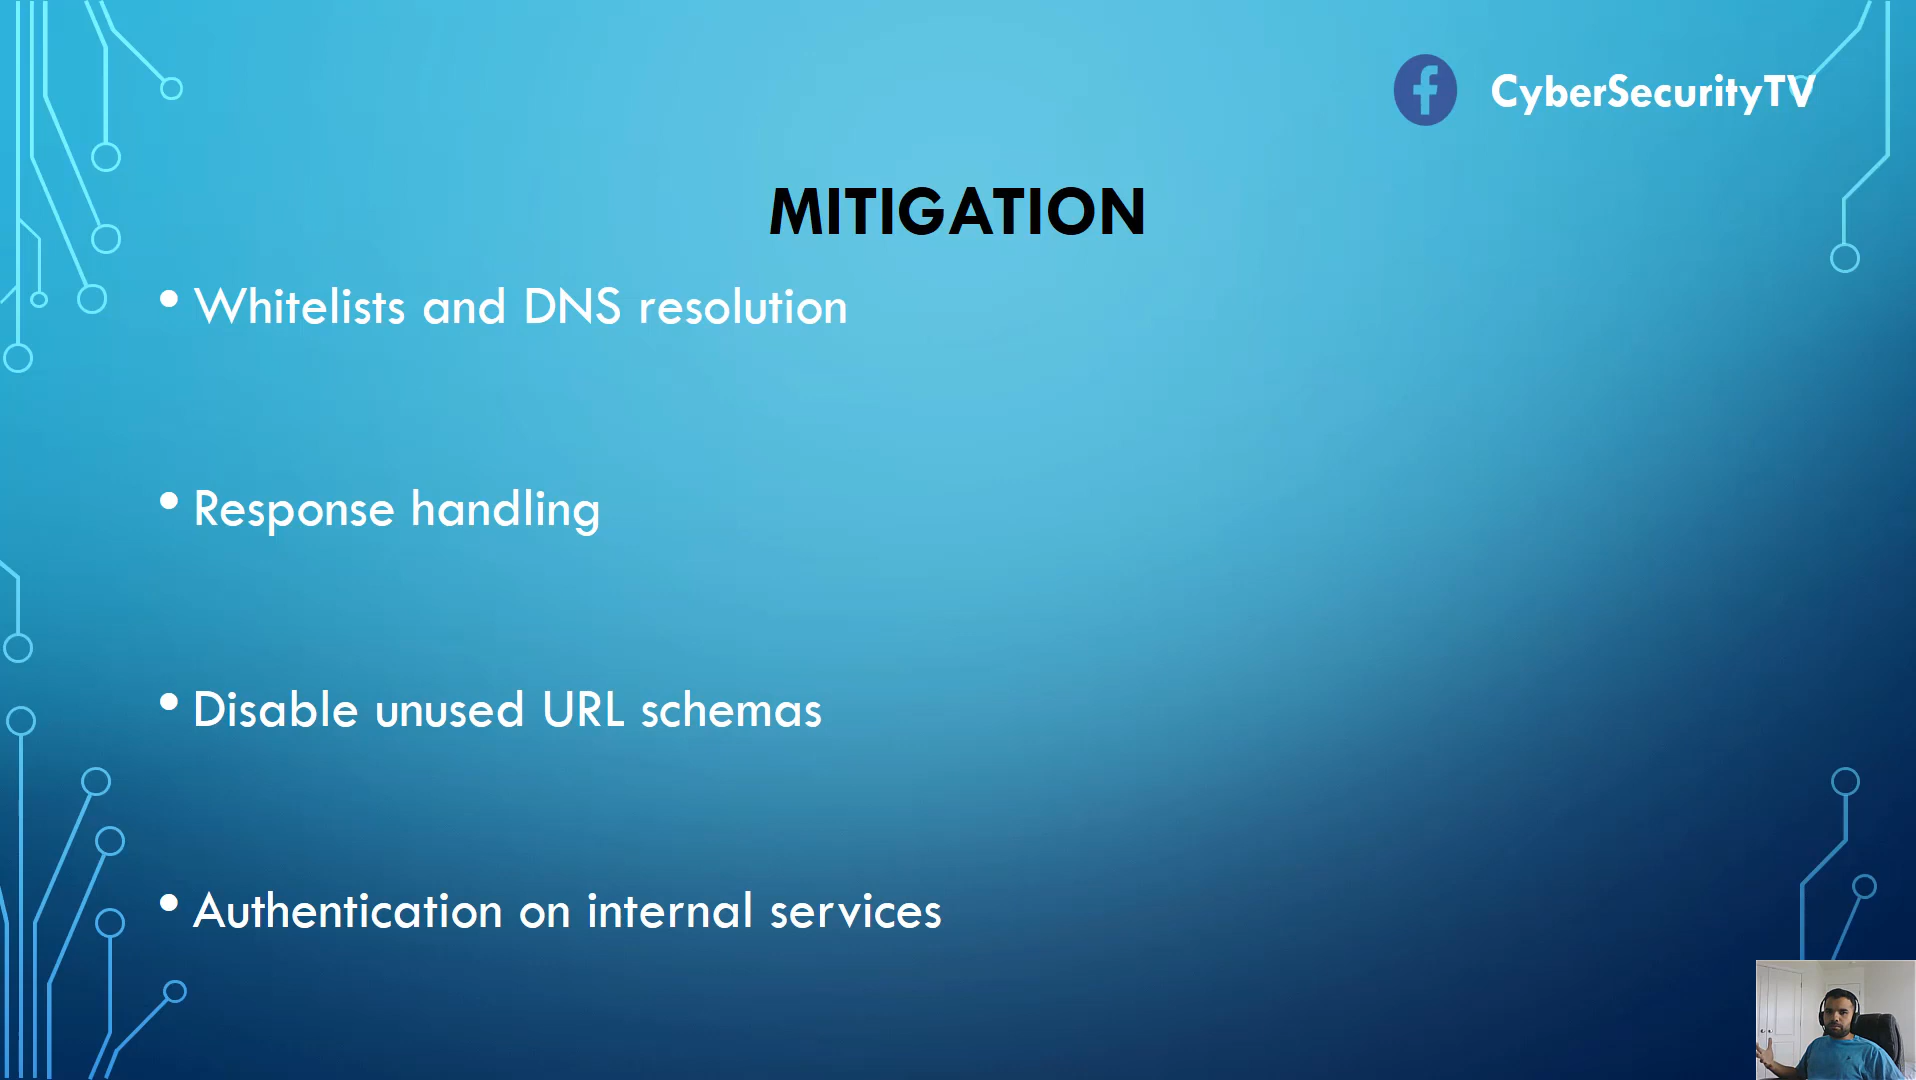 CyberSecurityTV
MITIGATION
• Whitelists and DNS resolution
• Response handling
• Disable unused URL schemas
• Authentication on internal services